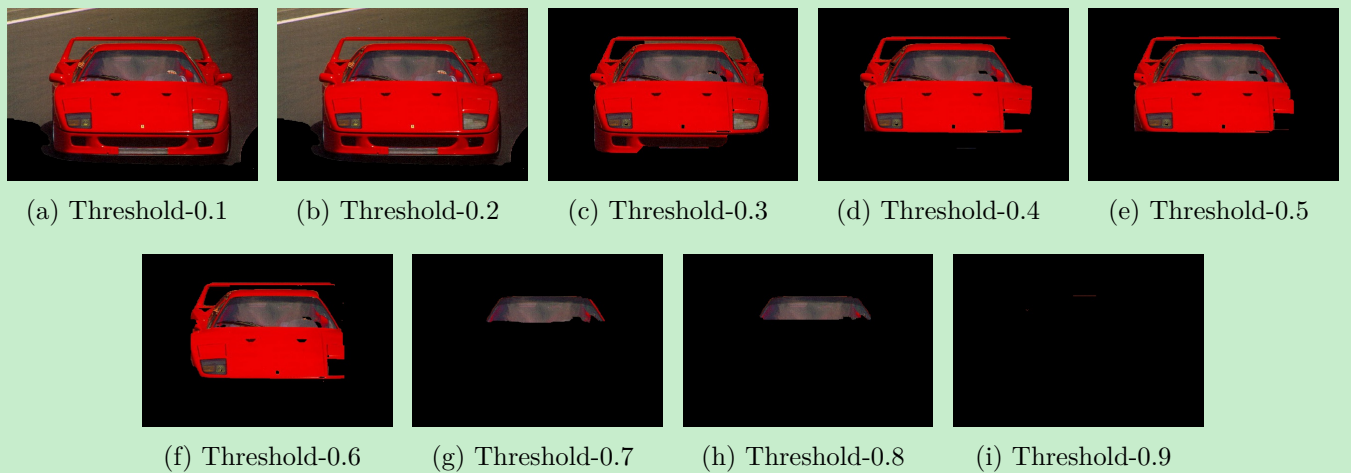 (a) Threshold-0.1 (b) Threshold-0.2 (c) Threshold-0.3 (d) Threshold-0.4 (e) Threshold-0.5
(f) Threshold-0.6 (g) Threshold-0.7 (h) Threshold-0.8 (i) Threshold-0.9